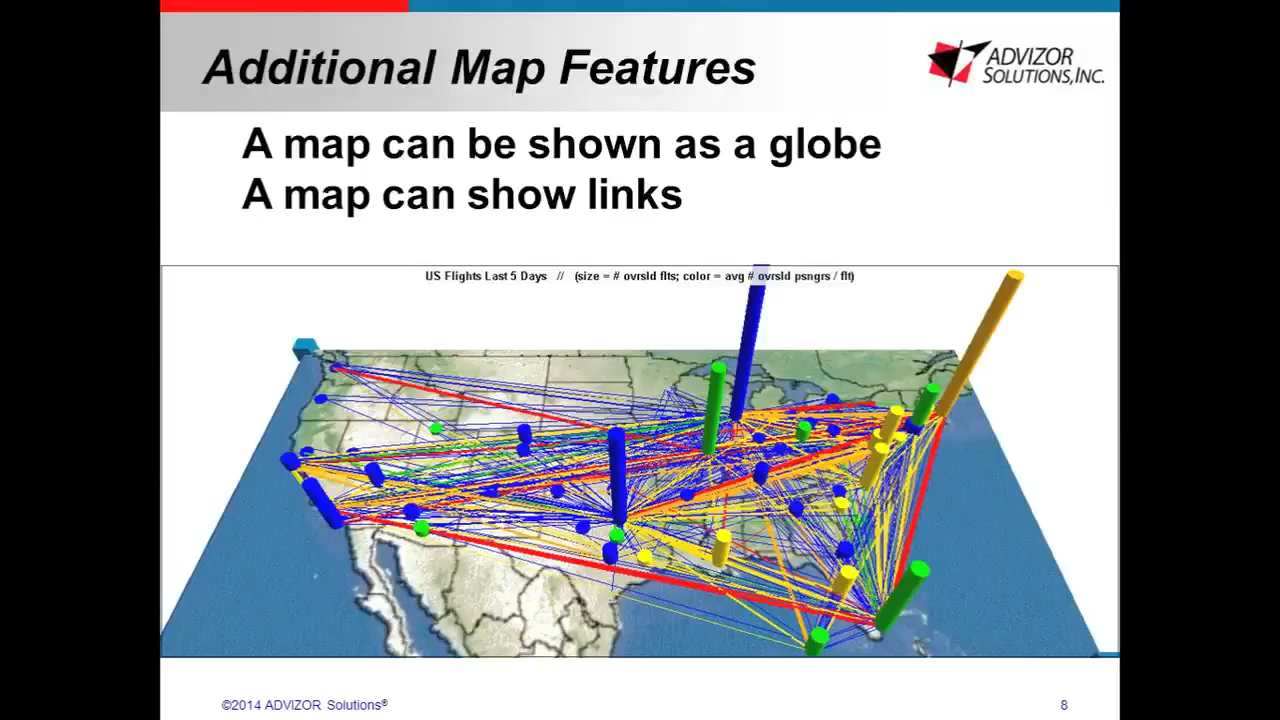 Additional Map Features
ADVIZOR
SOLUTIONS, INC.
A map can be shown as a globe
A map can show links
US Flights Last 5 Days // (size = # ovrsld flts; color = avg # ovrsld psngrs / flt)
©2014 ADVIZOR Solutions®
8